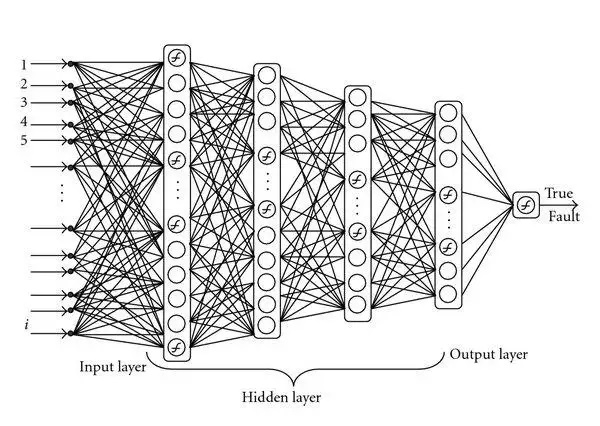 1
2
3
4
5
i
f
f
f
f
f
f
f
f
f
f
f
True
Fault
Input layer
Output layer
Hidden layer